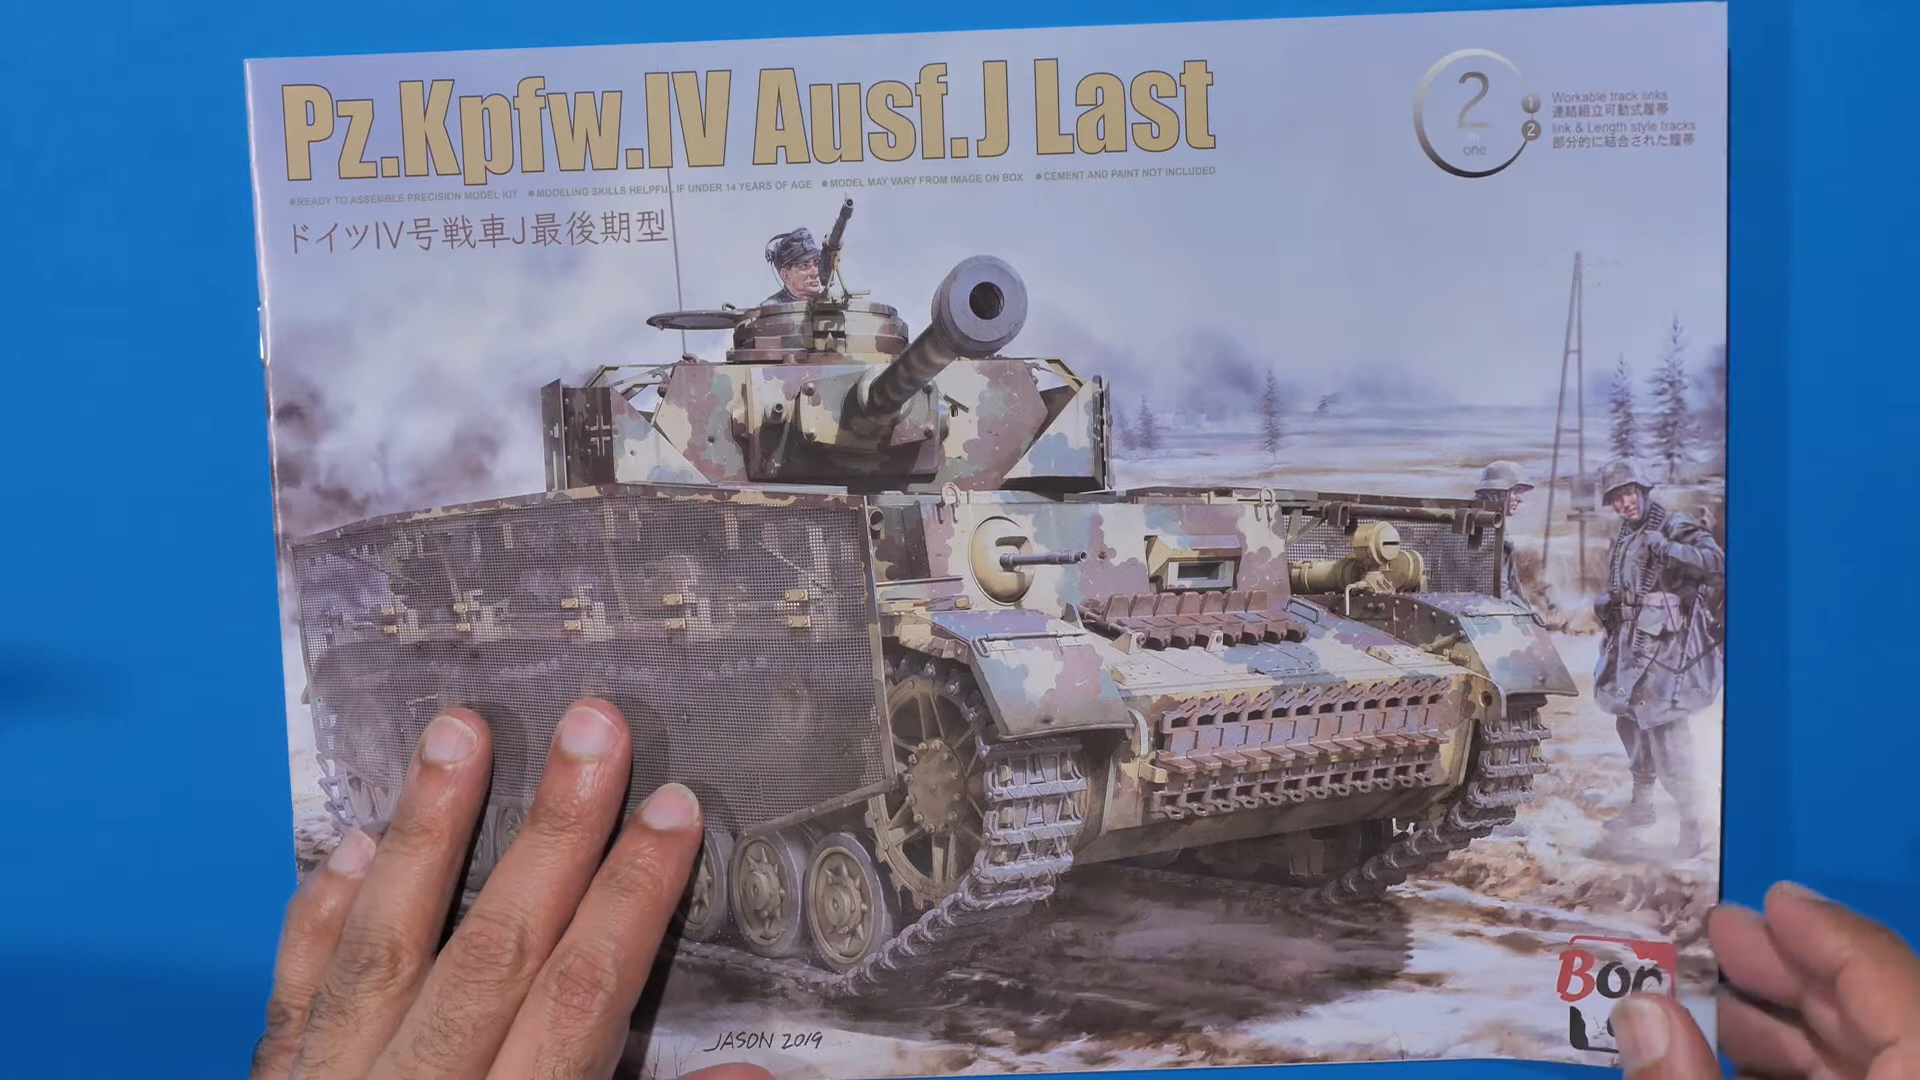 Pz.Kpfw.IV Ausf.J Last
●READY TO ASSEMBLE PRECISION MODEL KIT ●MODELING SKILLS HELPFUL IF UNDER 14 YEARS OF AGE ●MODEL MAY VARY FROM IMAGE ON BOX ●CEMENT AND PAINT NOT INCLUDED
ドイツIV号戦車J最後期型
2
in
one
1 Workable track links
連結組立可動式履帯
2 link & Length style tracks
部分的に結合された履帯
JASON 2019